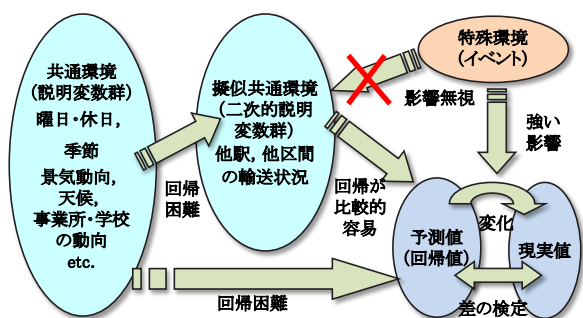 共通環境
(説明変数群)
曜日・休日，
季節
景気動向，
天候，
事業所・学校
の動向
etc.
擬似共通環境
(二次的説明
変数群)
他駅，他区間
の輸送状況
特殊環境
(イベント)
影響無視
強い
影響
回帰
困難
回帰が
比較的
容易
予測値
(回帰値)
変化
現実値
差の検定
回帰困難